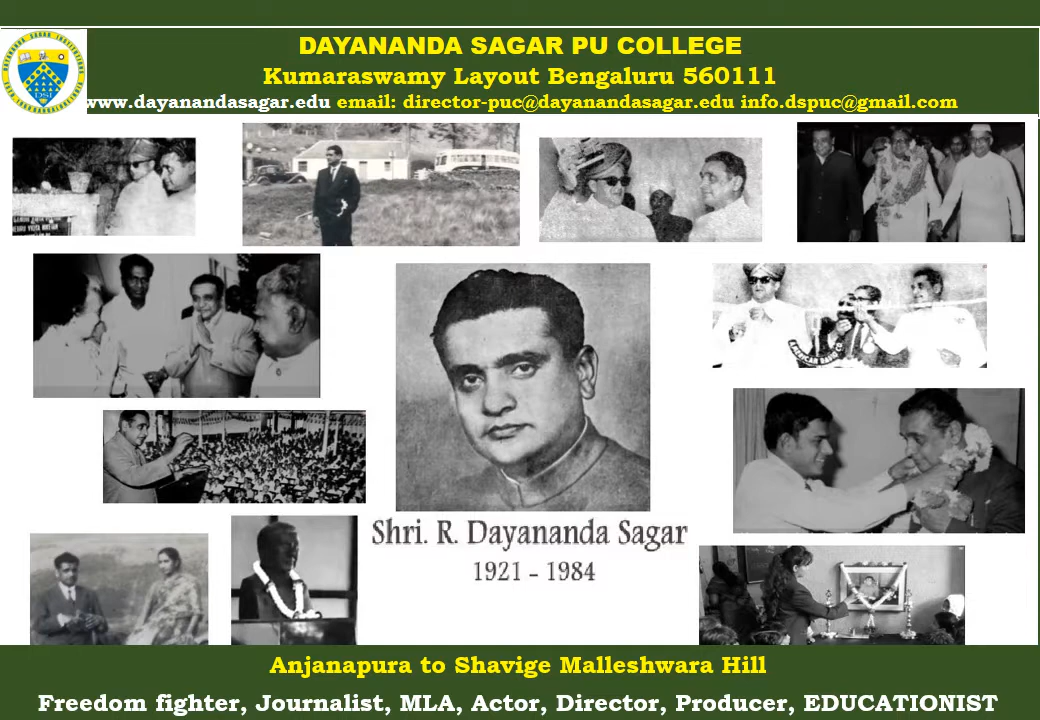 DAYANANDA SAGAR PU COLLEGE
Kumaraswamy Layout Bengaluru 560111
www.dayanandasagar.edu email: director-puc@dayanandasagar.edu info.dspuc@gmail.com
DSI
Shri. R. Dayananda Sagar
1921 - 1984
Anjanapura to Shavige Malleshwara Hill
Freedom fighter, Journalist, MLA, Actor, Director, Producer, EDUCATIONIST